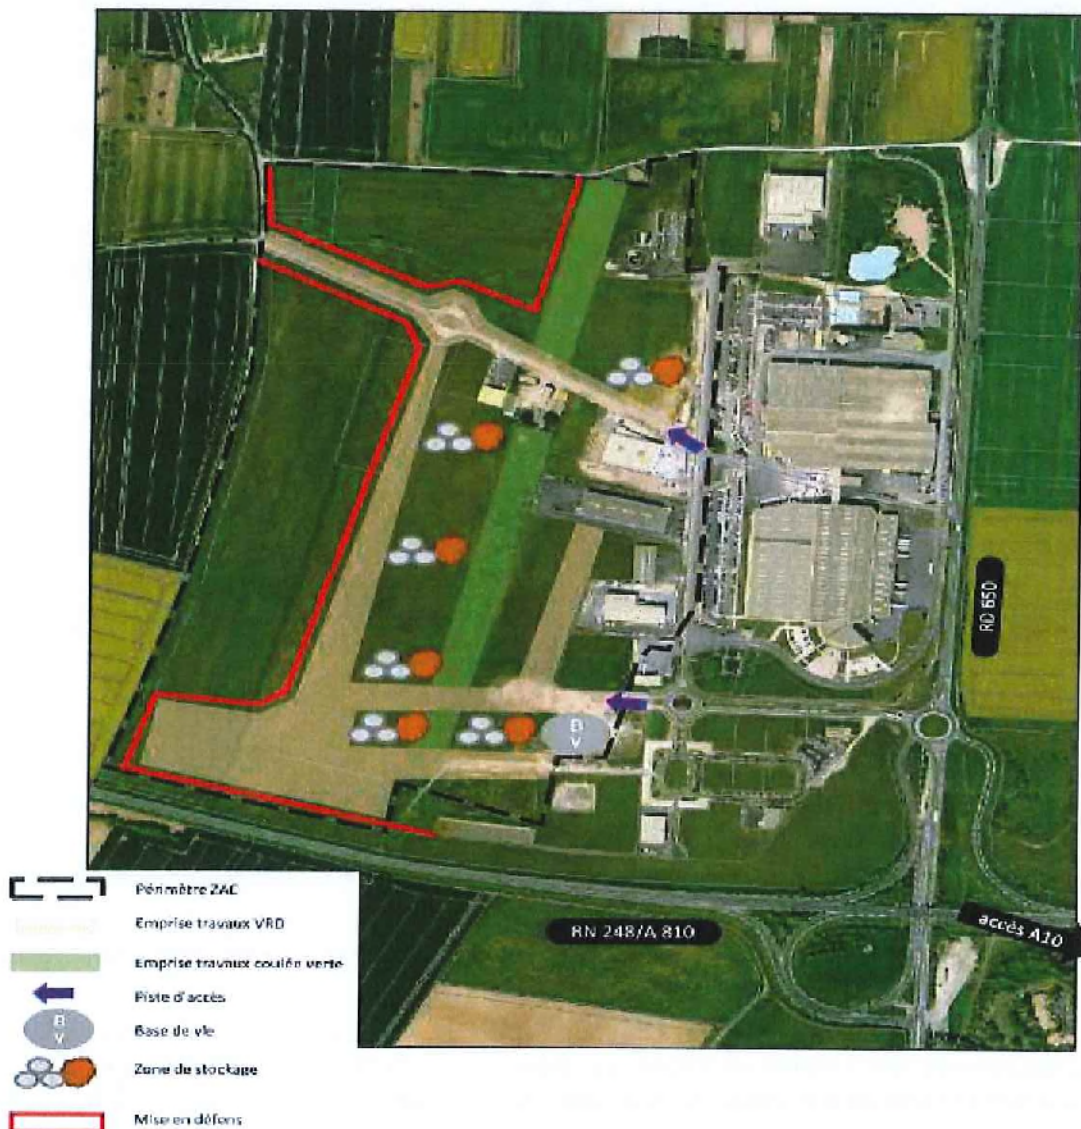 RD 650
B
V
RN 248/A 810
accès A10
Périmètre ZAC
Emprise travaux VRD
Emprise travaux coulée verte
Piste d'accès
B
V
Base de vie
Zone de stockage
Mise en défens